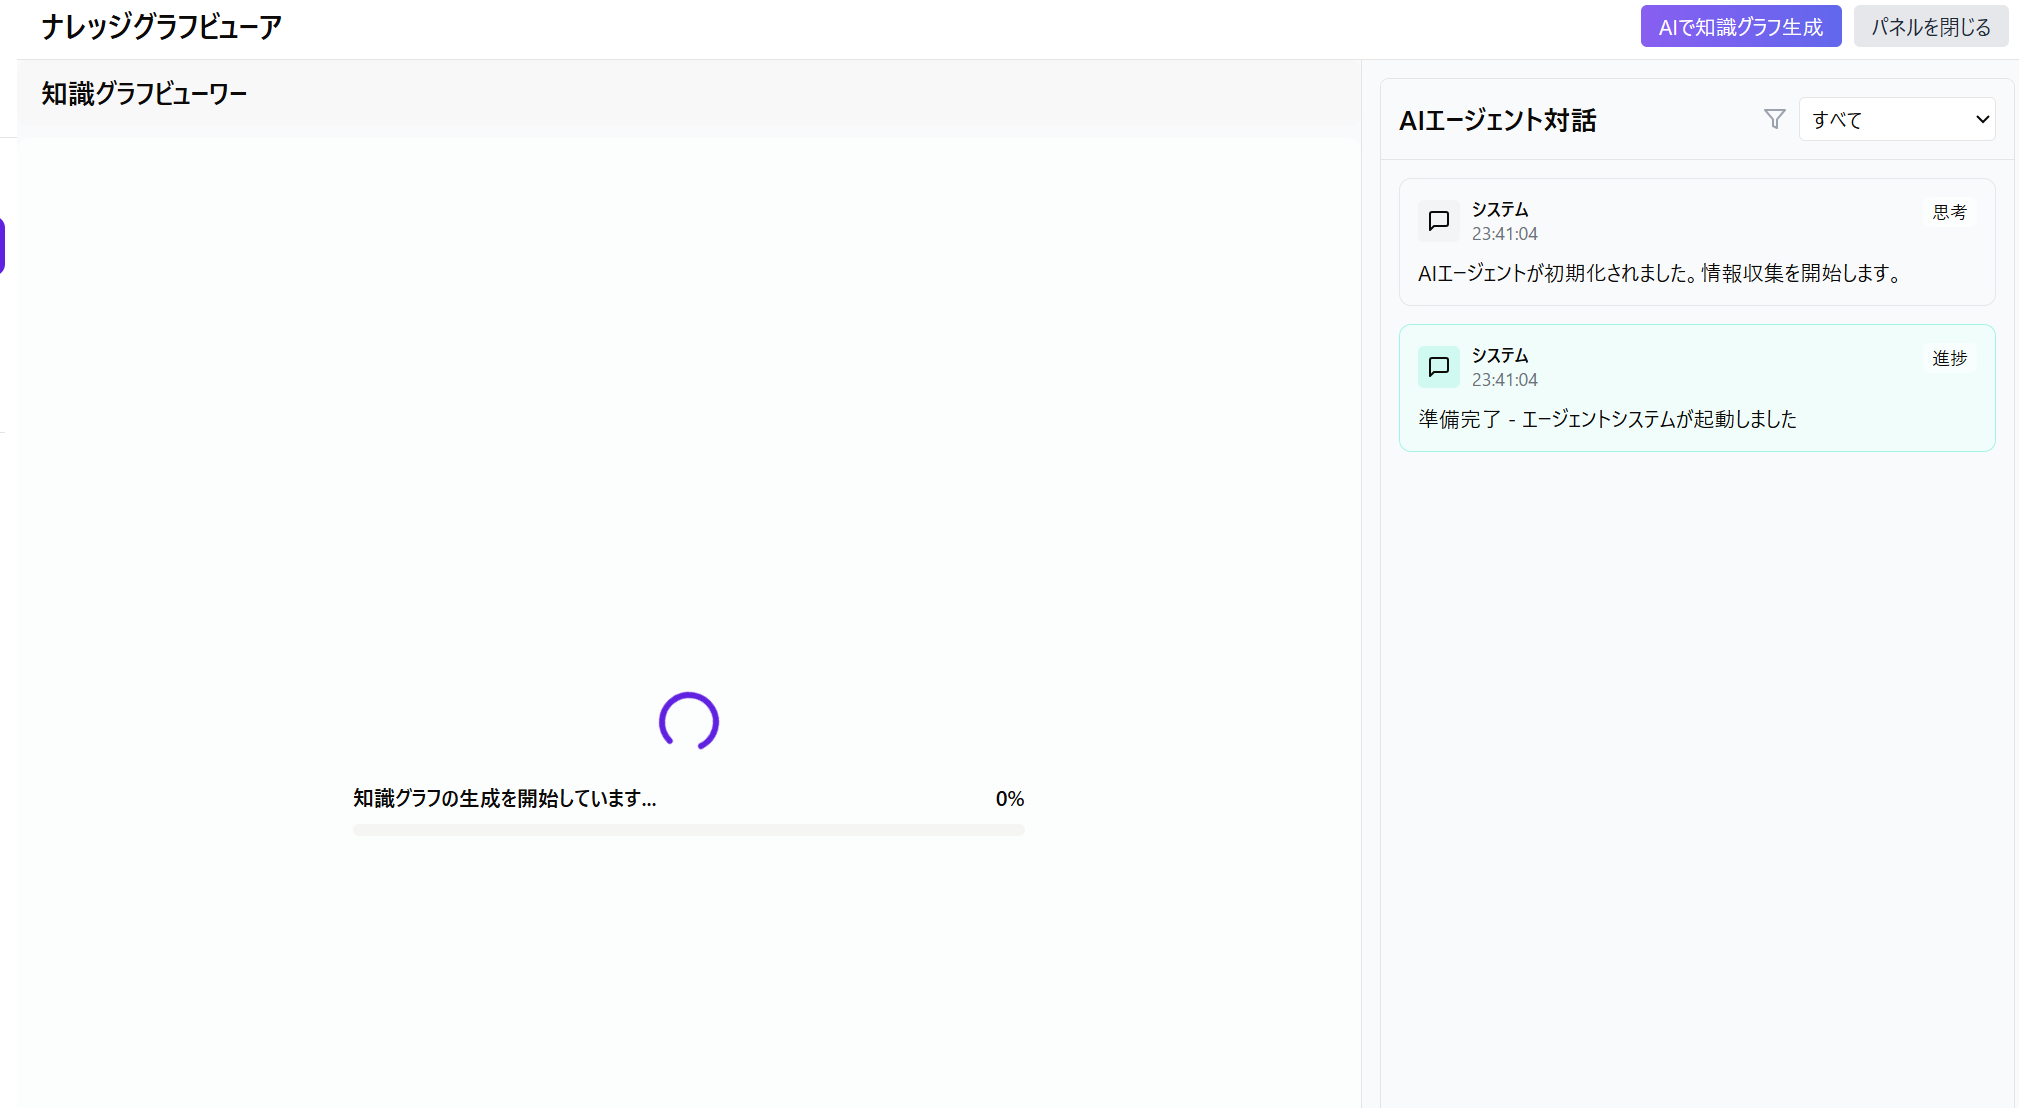 ナレッジグラフビューア
AIで知識グラフ生成
パネルを閉じる
知識グラフビューワー
知識グラフの生成を開始しています...
0%
AIエージェント対話
すべて
システム
思考
23:41:04
AIエージェントが初期化されました。情報収集を開始します。
システム
進捗
23:41:04
準備完了 - エージェントシステムが起動しました